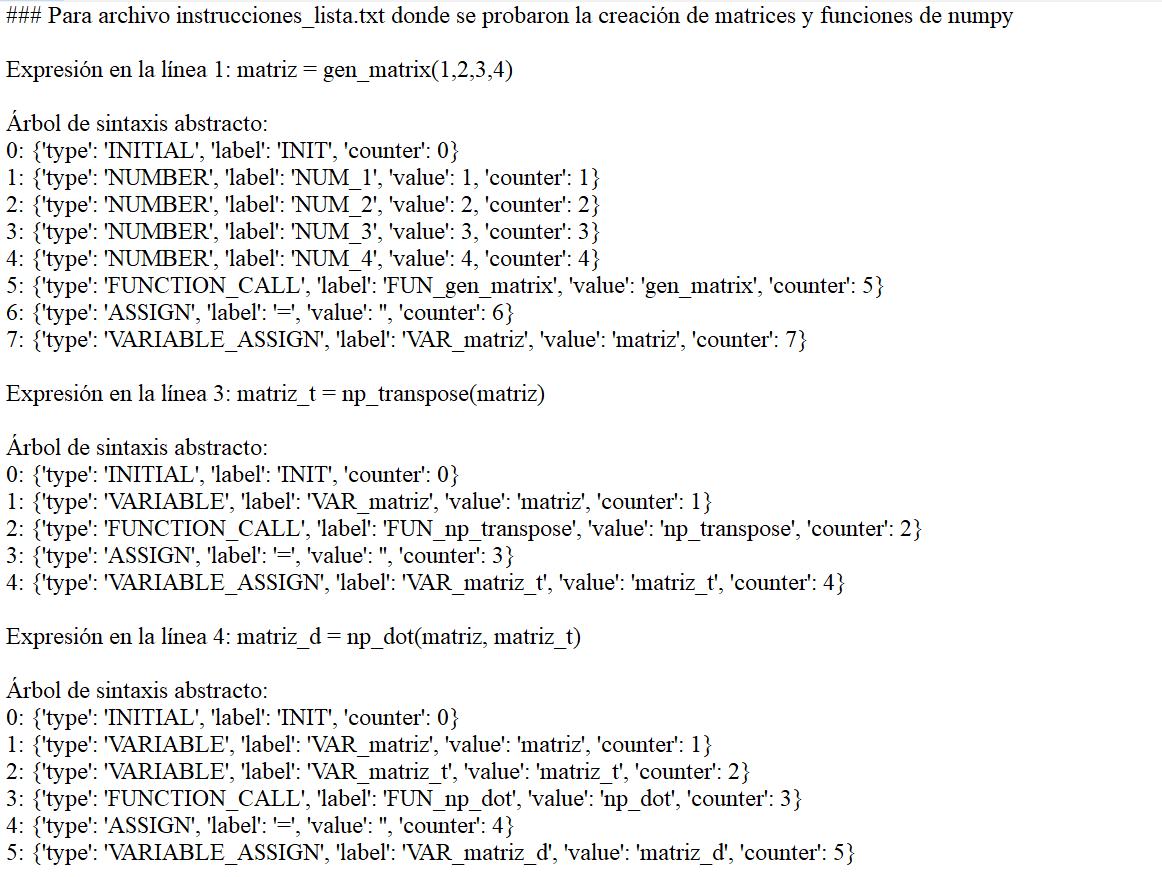 ### Para archivo instrucciones_lista.txt donde se probaron la creación de matrices y funciones de numpy
Expresión en la línea 1: matriz = gen_matrix(1,2,3,4)
Árbol de sintaxis abstracto:
0: {'type': 'INITIAL', 'label': 'INIT', 'counter': 0}
1: {'type': 'NUMBER', 'label': 'NUM_1', 'value': 1, 'counter': 1}
2: {'type': 'NUMBER', 'label': 'NUM_2', 'value': 2, 'counter': 2}
3: {'type': 'NUMBER', 'label': 'NUM_3', 'value': 3, 'counter': 3}
4: {'type': 'NUMBER', 'label': 'NUM_4', 'value': 4, 'counter': 4}
5: {'type': 'FUNCTION_CALL', 'label': 'FUN_gen_matrix', 'value': 'gen_matrix', 'counter': 5}
6: {'type': 'ASSIGN', 'label': '=', 'value': '', 'counter': 6}
7: {'type': 'VARIABLE_ASSIGN', 'label': 'VAR_matriz', 'value': 'matriz', 'counter': 7}
Expresión en la línea 3: matriz_t = np_transpose(matriz)
Árbol de sintaxis abstracto:
0: {'type': 'INITIAL', 'label': 'INIT', 'counter': 0}
1: {'type': 'VARIABLE', 'label': 'VAR_matriz', 'value': 'matriz', 'counter': 1}
2: {'type': 'FUNCTION_CALL', 'label': 'FUN_np_transpose', 'value': 'np_transpose', 'counter': 2}
3: {'type': 'ASSIGN', 'label': '=', 'value': '', 'counter': 3}
4: {'type': 'VARIABLE_ASSIGN', 'label': 'VAR_matriz_t', 'value': 'matriz_t', 'counter': 4}
Expresión en la línea 4: matriz_d = np_dot(matriz, matriz_t)
Árbol de sintaxis abstracto:
0: {'type': 'INITIAL', 'label': 'INIT', 'counter': 0}
1: {'type': 'VARIABLE', 'label': 'VAR_matriz', 'value': 'matriz', 'counter': 1}
2: {'type': 'VARIABLE', 'label': 'VAR_matriz_t', 'value': 'matriz_t', 'counter': 2}
3: {'type': 'FUNCTION_CALL', 'label': 'FUN_np_dot', 'value': 'np_dot', 'counter': 3}
4: {'type': 'ASSIGN', 'label': '=', 'value': '', 'counter': 4}
5: {'type': 'VARIABLE_ASSIGN', 'label': 'VAR_matriz_d', 'value': 'matriz_d', 'counter': 5}